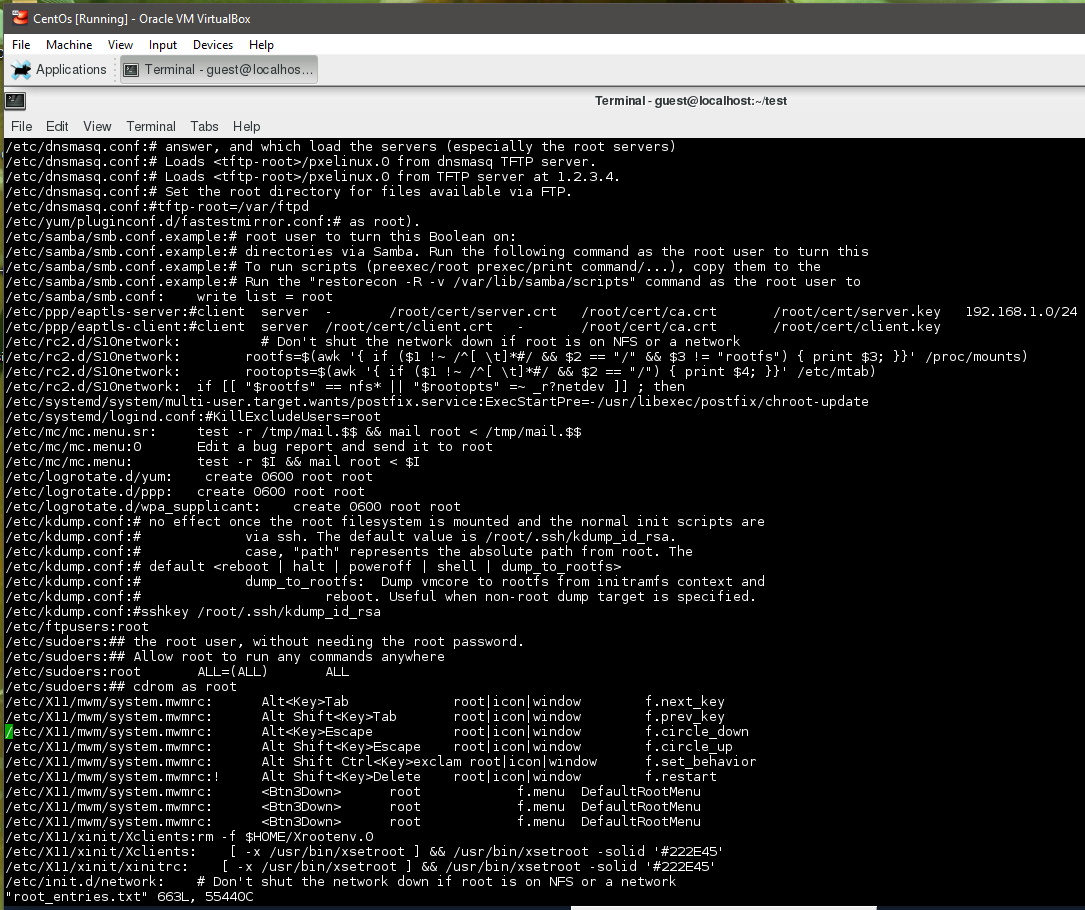 CentOs [Running] - Oracle VM VirtualBox
File Machine View Input Devices Help
Applications Terminal - guest@localhos...
Terminal - guest@localhost:~/test
File Edit View Terminal Tabs Help
/etc/dnsmasq.conf:# answer, and which load the servers (especially the root servers)
/etc/dnsmasq.conf:# Loads <tftp-root>/pxelinux.0 from dnsmasq TFTP server.
/etc/dnsmasq.conf:# Loads <tftp-root>/pxelinux.0 from TFTP server at 1.2.3.4.
/etc/dnsmasq.conf:# Set the root directory for files available via FTP.
/etc/dnsmasq.conf:#tftp-root=/var/ftpd
/etc/yum/pluginconf.d/fastestmirror.conf:# as root).
/etc/samba/smb.conf.example:# root user to turn this Boolean on:
/etc/samba/smb.conf.example:# directories via Samba. Run the following command as the root user to turn this
/etc/samba/smb.conf.example:# To run scripts (preexec/root prexec/print command/...), copy them to the
/etc/samba/smb.conf.example:# Run the "restorecon -R -v /var/lib/samba/scripts" command as the root user to
/etc/samba/smb.conf:    write list = root
/etc/ppp/eaptls-server:#client  server  -       /root/cert/server.crt   /root/cert/ca.crt       /root/cert/server.key   192.168.1.0/24
/etc/ppp/eaptls-client:#client  server  /root/cert/client.crt   -       /root/cert/ca.crt       /root/cert/client.key
/etc/rc2.d/S10network:          # Don't shut the network down if root is on NFS or a network
/etc/rc2.d/S10network:        rootfs=$(awk '{ if ($1 !~ /^[ \t]*#/ && $2 == "/" && $3 != "rootfs") { print $3; }}' /proc/mounts)
/etc/rc2.d/S10network:        rootopts=$(awk '{ if ($1 !~ /^[ \t]*#/ && $2 == "/") { print $4; }}' /etc/mtab)
/etc/rc2.d/S10network:  if [[ "$rootfs" == nfs* || "$rootopts" =~ _r?netdev ]] ; then
/etc/systemd/system/multi-user.target.wants/postfix.service:ExecStartPre=-/usr/libexec/postfix/chroot-update
/etc/systemd/logind.conf:#KillExcludeUsers=root
/etc/mc/mc.menu.sr:     test -r /tmp/mail.$$ && mail root < /tmp/mail.$$
/etc/mc/mc.menu:0       Edit a bug report and send it to root
/etc/mc/mc.menu:        test -r $I && mail root < $I
/etc/logrotate.d/yum:    create 0600 root root
/etc/logrotate.d/ppp:   create 0600 root root
/etc/logrotate.d/wpa_supplicant:    create 0600 root root
/etc/kdump.conf:# no effect once the root filesystem is mounted and the normal init scripts are
/etc/kdump.conf:#             via ssh. The default value is /root/.ssh/kdump_id_rsa.
/etc/kdump.conf:#             case, "path" represents the absolute path from root. The
/etc/kdump.conf:# default <reboot | halt | poweroff | shell | dump_to_rootfs>
/etc/kdump.conf:#             dump_to_rootfs:  Dump vmcore to rootfs from initramfs context and
/etc/kdump.conf:#                       reboot. Useful when non-root dump target is specified.
/etc/kdump.conf:#sshkey /root/.ssh/kdump_id_rsa
/etc/ftpusers:root
/etc/sudoers:## the root user, without needing the root password.
/etc/sudoers:## Allow root to run any commands anywhere
/etc/sudoers:root       ALL=(ALL)       ALL
/etc/sudoers:## cdrom as root
/etc/X11/mwm/system.mwmrc:      Alt<Key>Tab             root|icon|window        f.next_key
/etc/X11/mwm/system.mwmrc:      Alt Shift<Key>Tab       root|icon|window        f.prev_key
/etc/X11/mwm/system.mwmrc:      Alt<Key>Escape          root|icon|window        f.circle_down
/etc/X11/mwm/system.mwmrc:      Alt Shift<Key>Escape    root|icon|window        f.circle_up
/etc/X11/mwm/system.mwmrc:      Alt Shift Ctrl<Key>exclam root|icon|window      f.set_behavior
/etc/X11/mwm/system.mwmrc:!     Alt Shift<Key>Delete    root|icon|window        f.restart
/etc/X11/mwm/system.mwmrc:      <Btn3Down>      root            f.menu  DefaultRootMenu
/etc/X11/mwm/system.mwmrc:      <Btn3Down>      root            f.menu  DefaultRootMenu
/etc/X11/mwm/system.mwmrc:      <Btn3Down>      root            f.menu  DefaultRootMenu
/etc/X11/xinit/Xclients:rm -f $HOME/Xrootenv.0
/etc/X11/xinit/Xclients:    [ -x /usr/bin/xsetroot ] && /usr/bin/xsetroot -solid '#222E45'
/etc/X11/xinit/xinitrc:    [ -x /usr/bin/xsetroot ] && /usr/bin/xsetroot -solid '#222E45'
/etc/init.d/network:    # Don't shut the network down if root is on NFS or a network
"root_entries.txt" 663L, 55440C